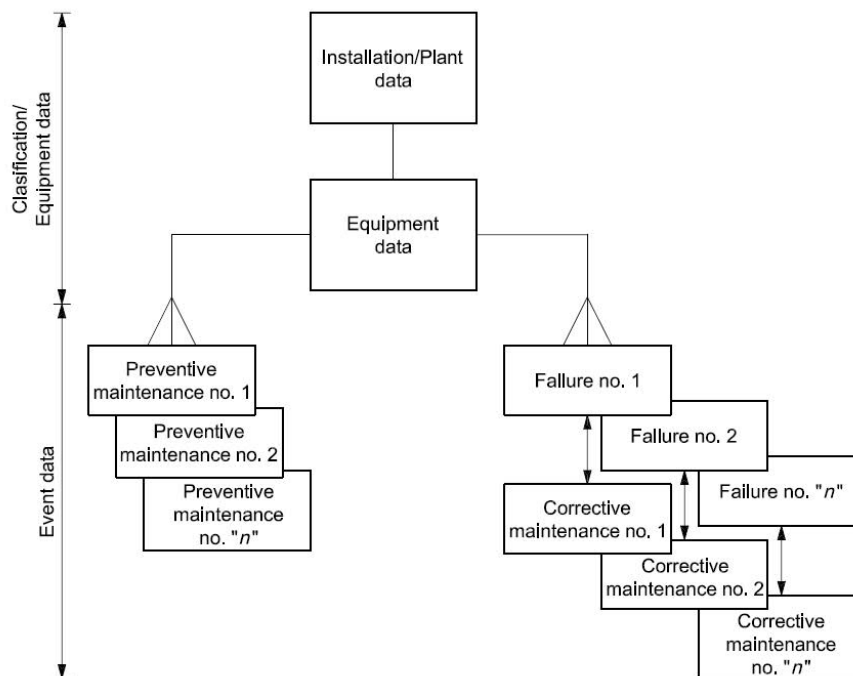 Installation/Plant
data
Clasification/
Equipment data
Equipment
data
Event data
Preventive
maintenance no. 1
Preventive
maintenance no. 2
Preventive
maintenance
no. "n"
Fallure no. 1
Fallure no. 2
Failure no. "n"
Corrective
maintenance no. 1
Corrective
maintenance no. 2
Corrective
maintenance
no. "n"